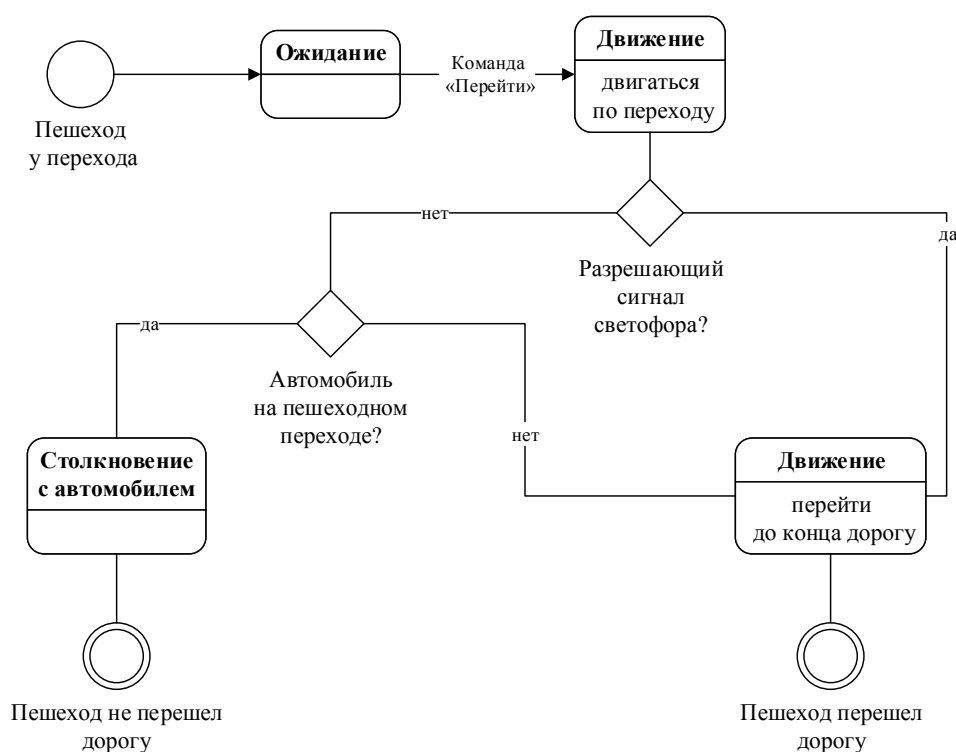 Ожидание
Команда
«Перейти»
Движение
двигаться
по переходу
Пешеход
у перехода
нет
да
Разрешающий
сигнал
светофора?
да
Автомобиль
на пешеходном
переходе?
нет
Столкновение
с автомобилем
Движение
перейти
до конца дорогу
Пешеход не перешел
дорогу
Пешеход перешел
дорогу